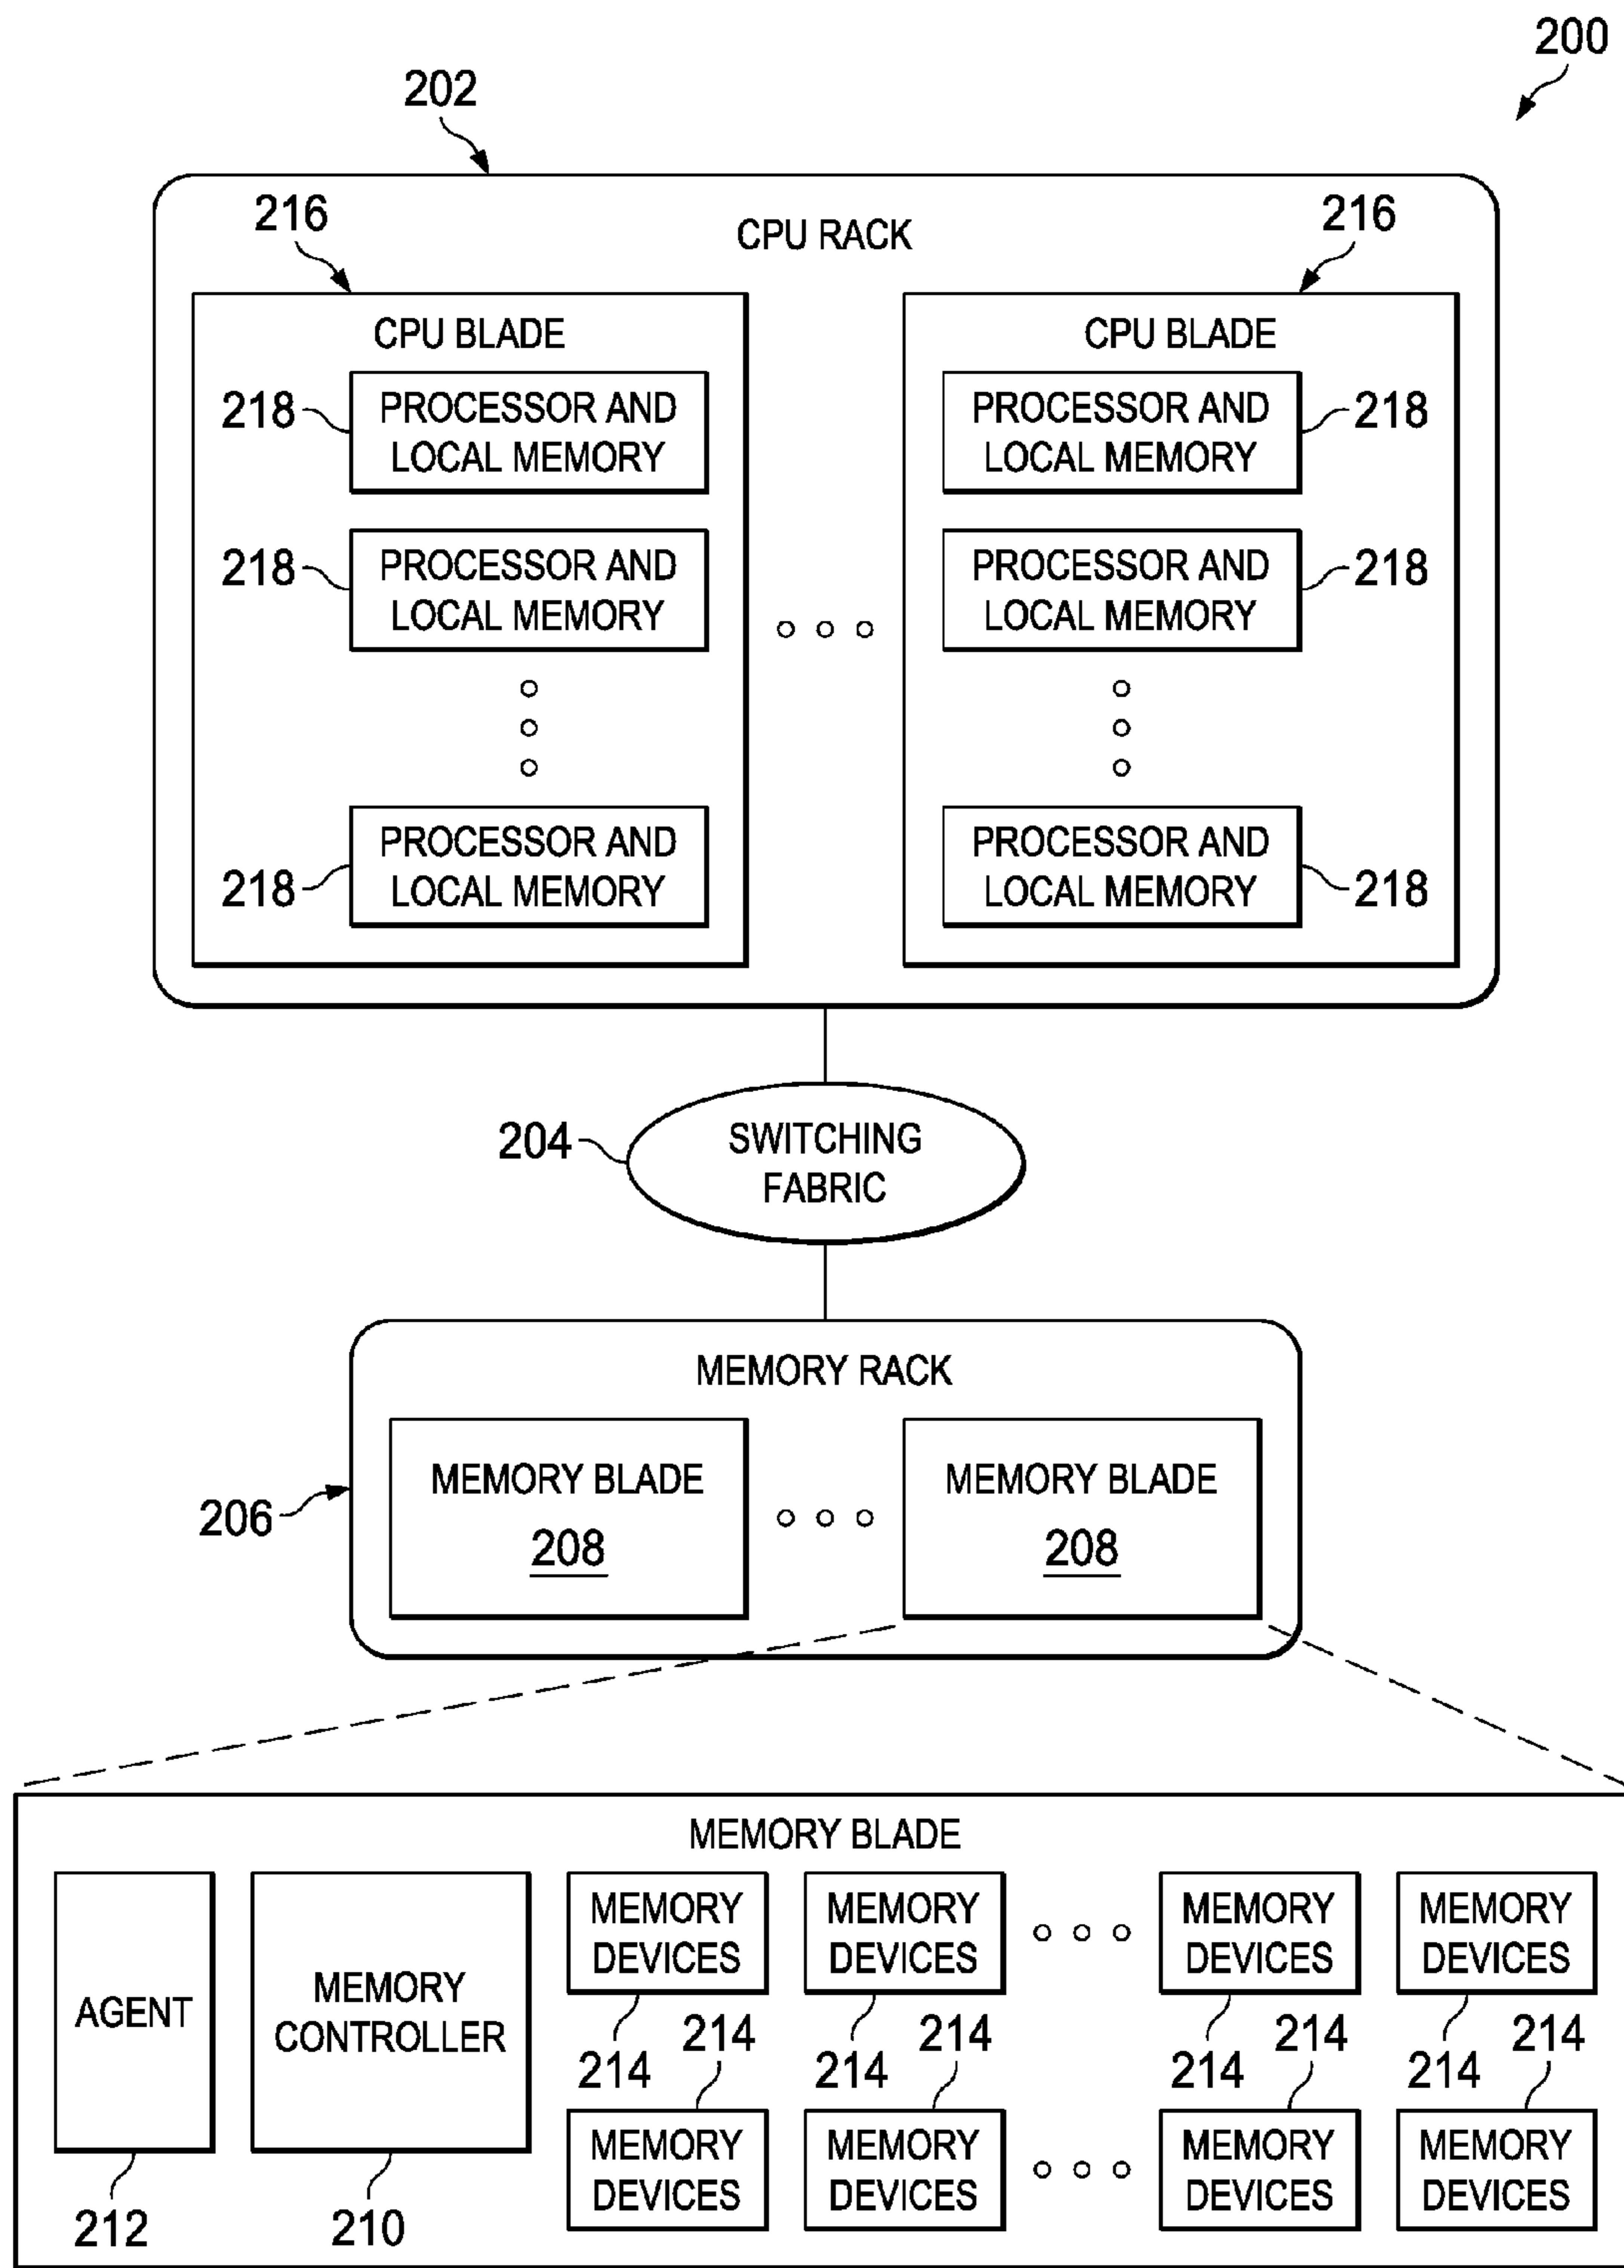 200
202
CPU RACK
216
216
CPU BLADE
CPU BLADE
218
PROCESSOR AND
LOCAL MEMORY
PROCESSOR AND
LOCAL MEMORY
218
218
PROCESSOR AND
LOCAL MEMORY
PROCESSOR AND
LOCAL MEMORY
218
218
PROCESSOR AND
LOCAL MEMORY
PROCESSOR AND
LOCAL MEMORY
218
204
SWITCHING
FABRIC
MEMORY RACK
206
MEMORY BLADE
208
MEMORY BLADE
208
MEMORY BLADE
AGENT
212
MEMORY
CONTROLLER
210
MEMORY
DEVICES
MEMORY
DEVICES
MEMORY
DEVICES
MEMORY
DEVICES
214
214
214
214
214
214
214
214
MEMORY
DEVICES
MEMORY
DEVICES
MEMORY
DEVICES
MEMORY
DEVICES